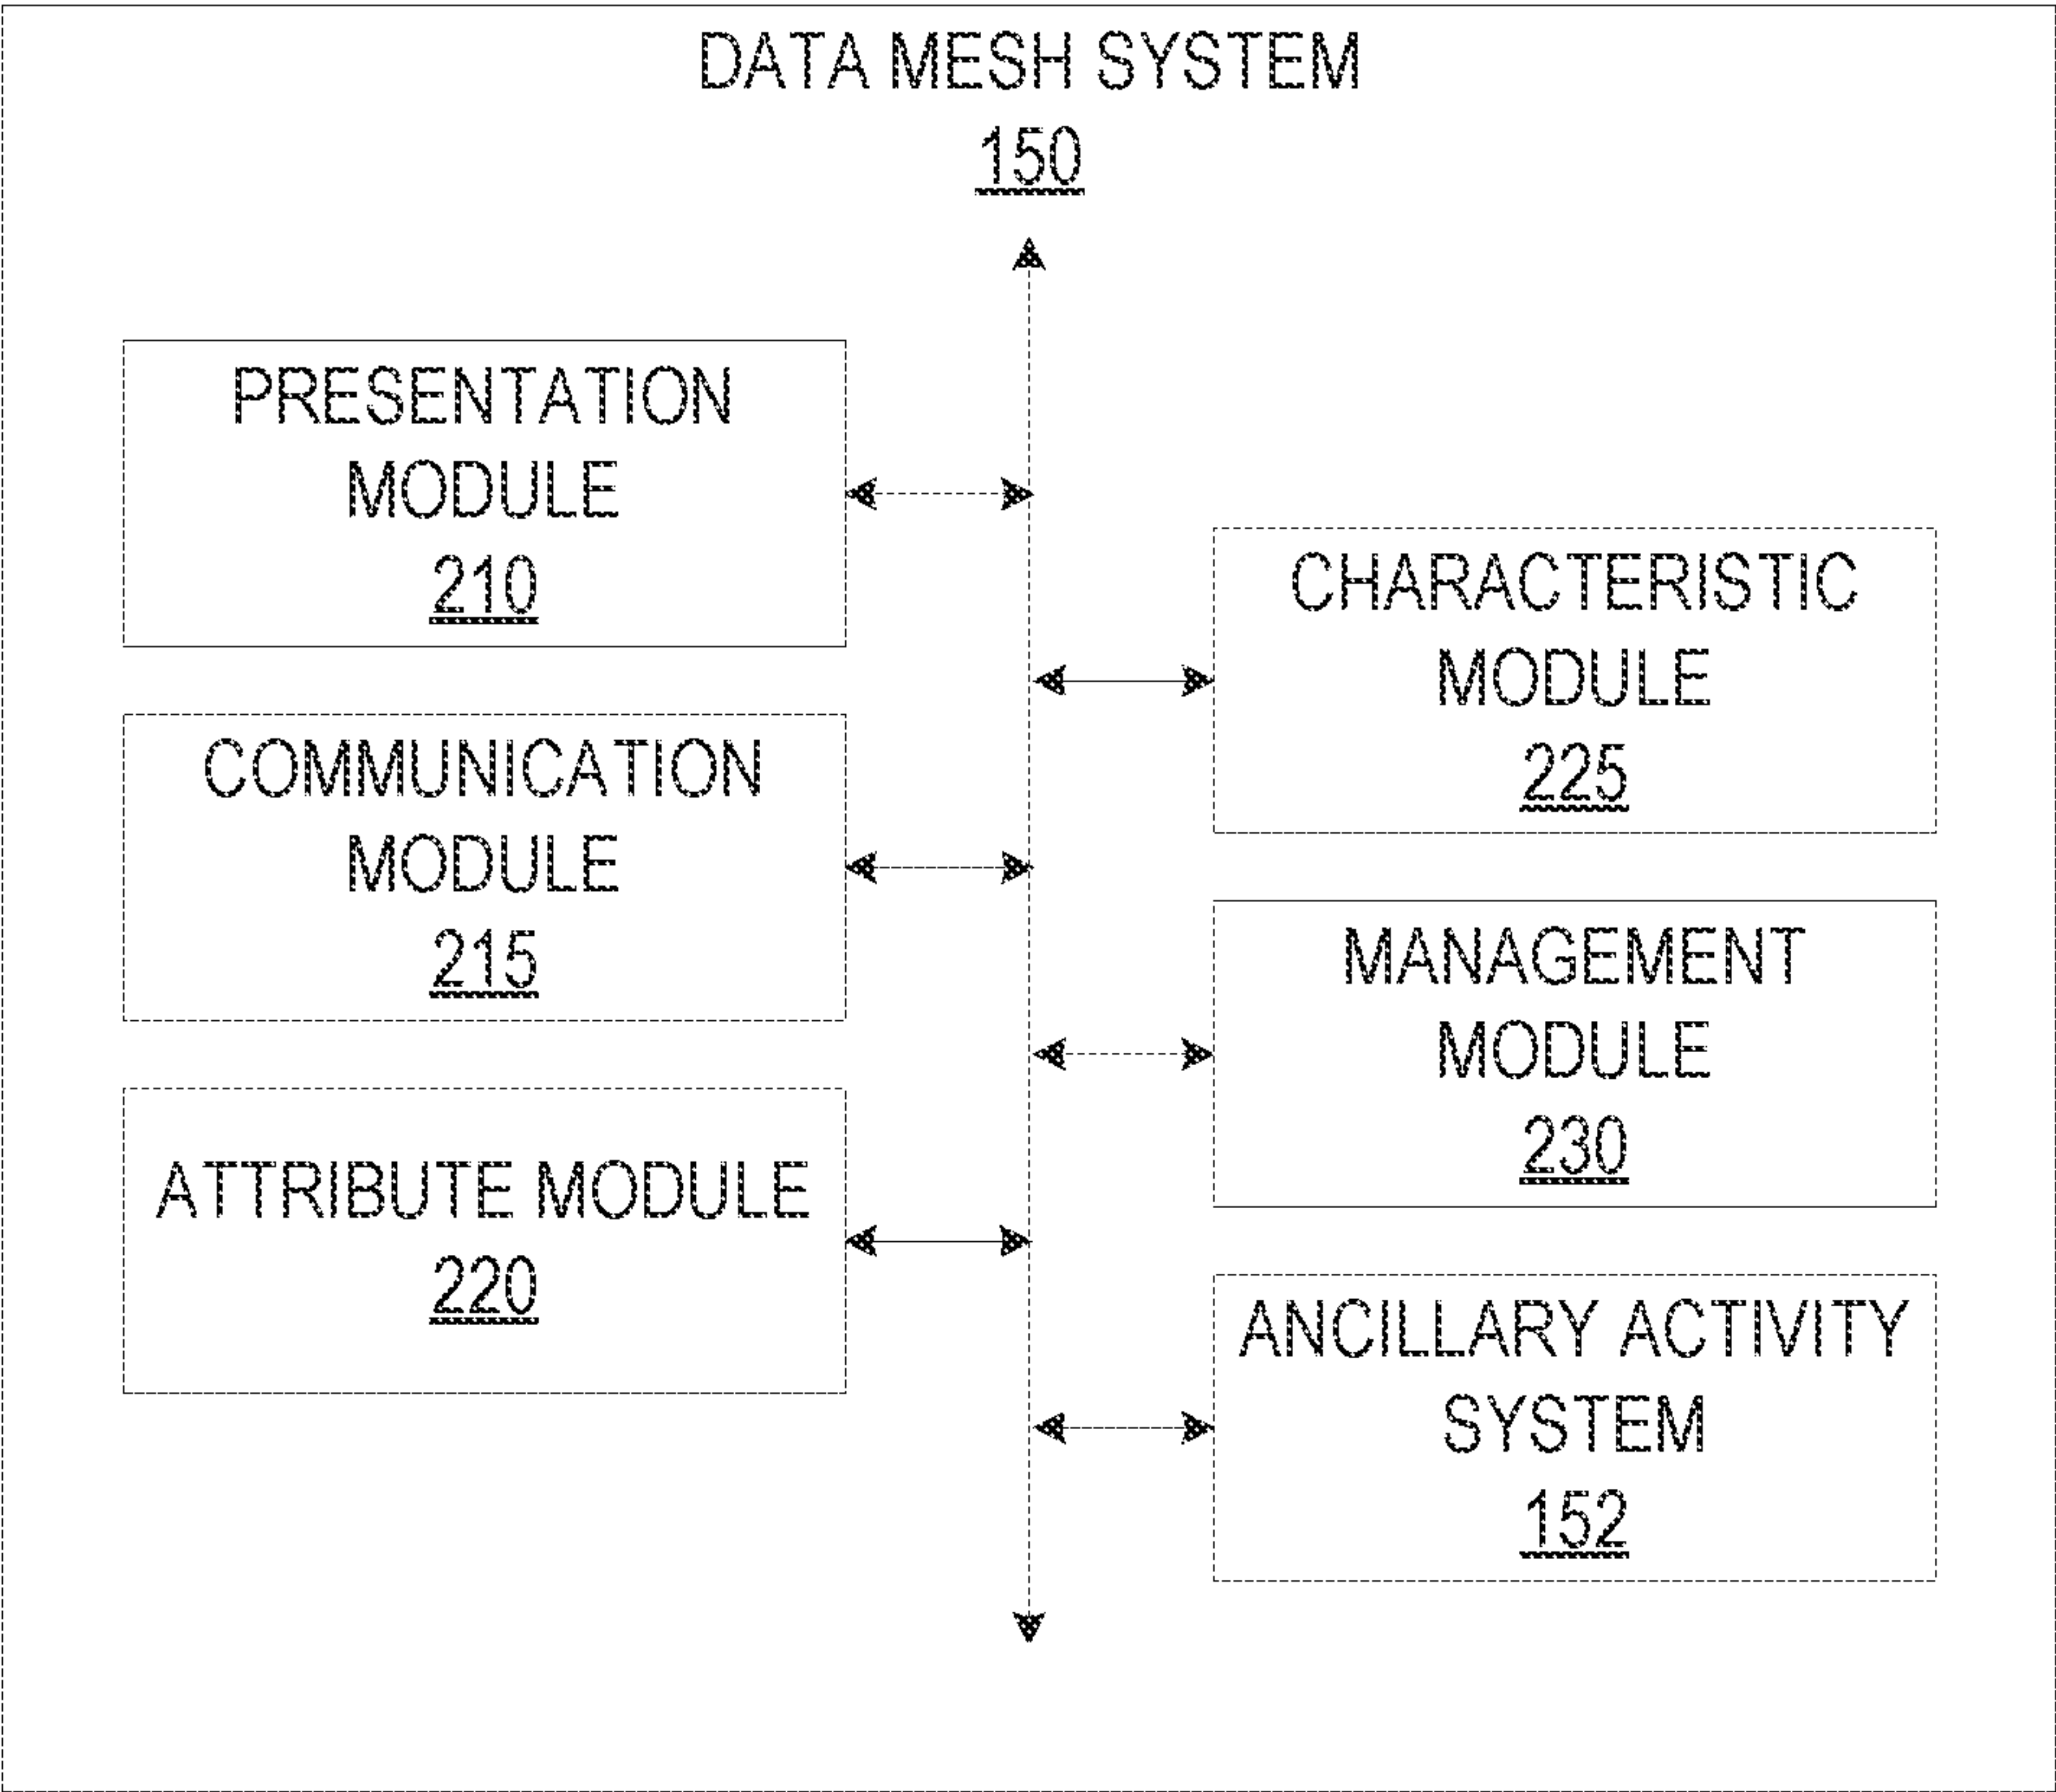 DATA MESH SYSTEM
150
PRESENTATION
MODULE
210
COMMUNICATION
MODULE
215
ATTRIBUTE MODULE
220
CHARACTERISTIC
MODULE
225
MANAGEMENT
MODULE
230
ANCILLARY ACTIVITY
SYSTEM
152